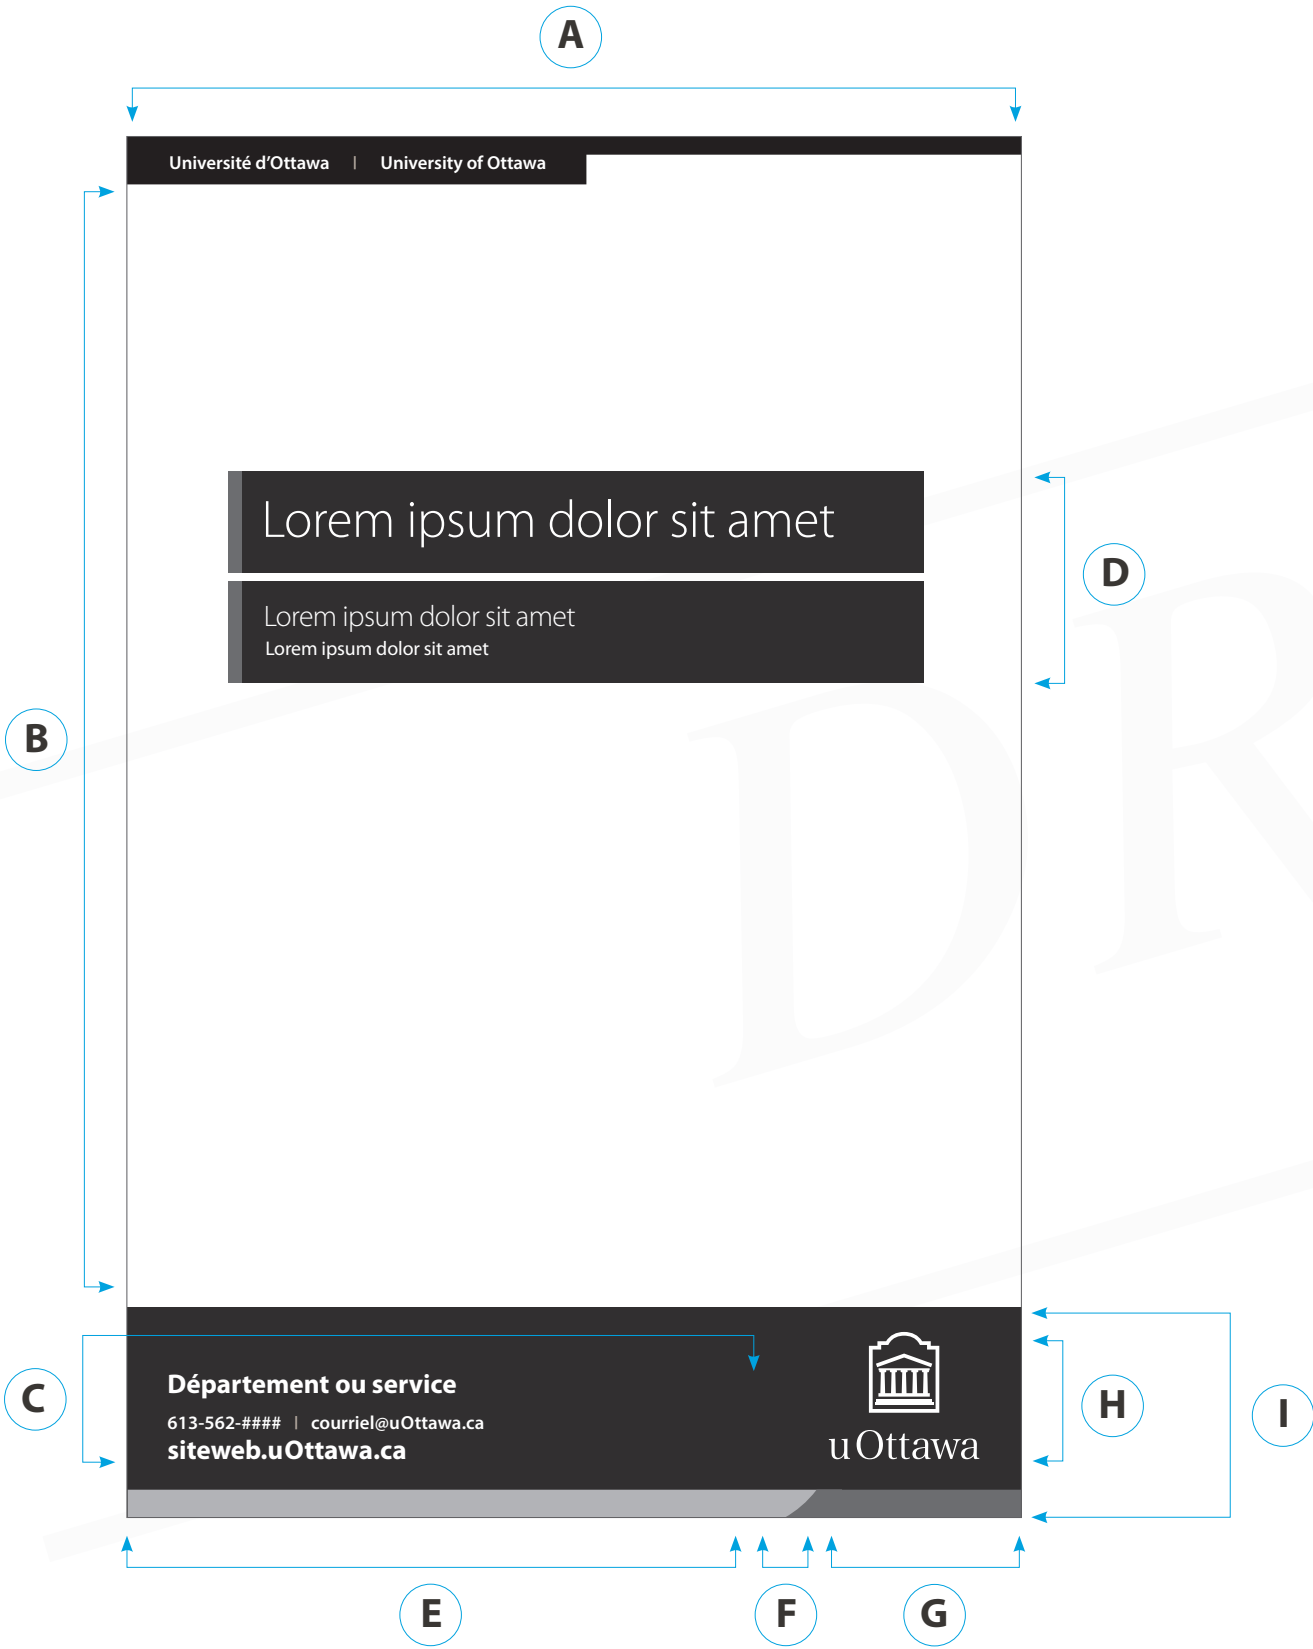 A
Université d'Ottawa | University of Ottawa
Lorem ipsum dolor sit amet
D
Lorem ipsum dolor sit amet
Lorem ipsum dolor sit amet
B
DR
C
Département ou service
613-562-#### | courriel@uOttawa.ca
siteweb.uOttawa.ca
uOttawa
H
I
E
F
G